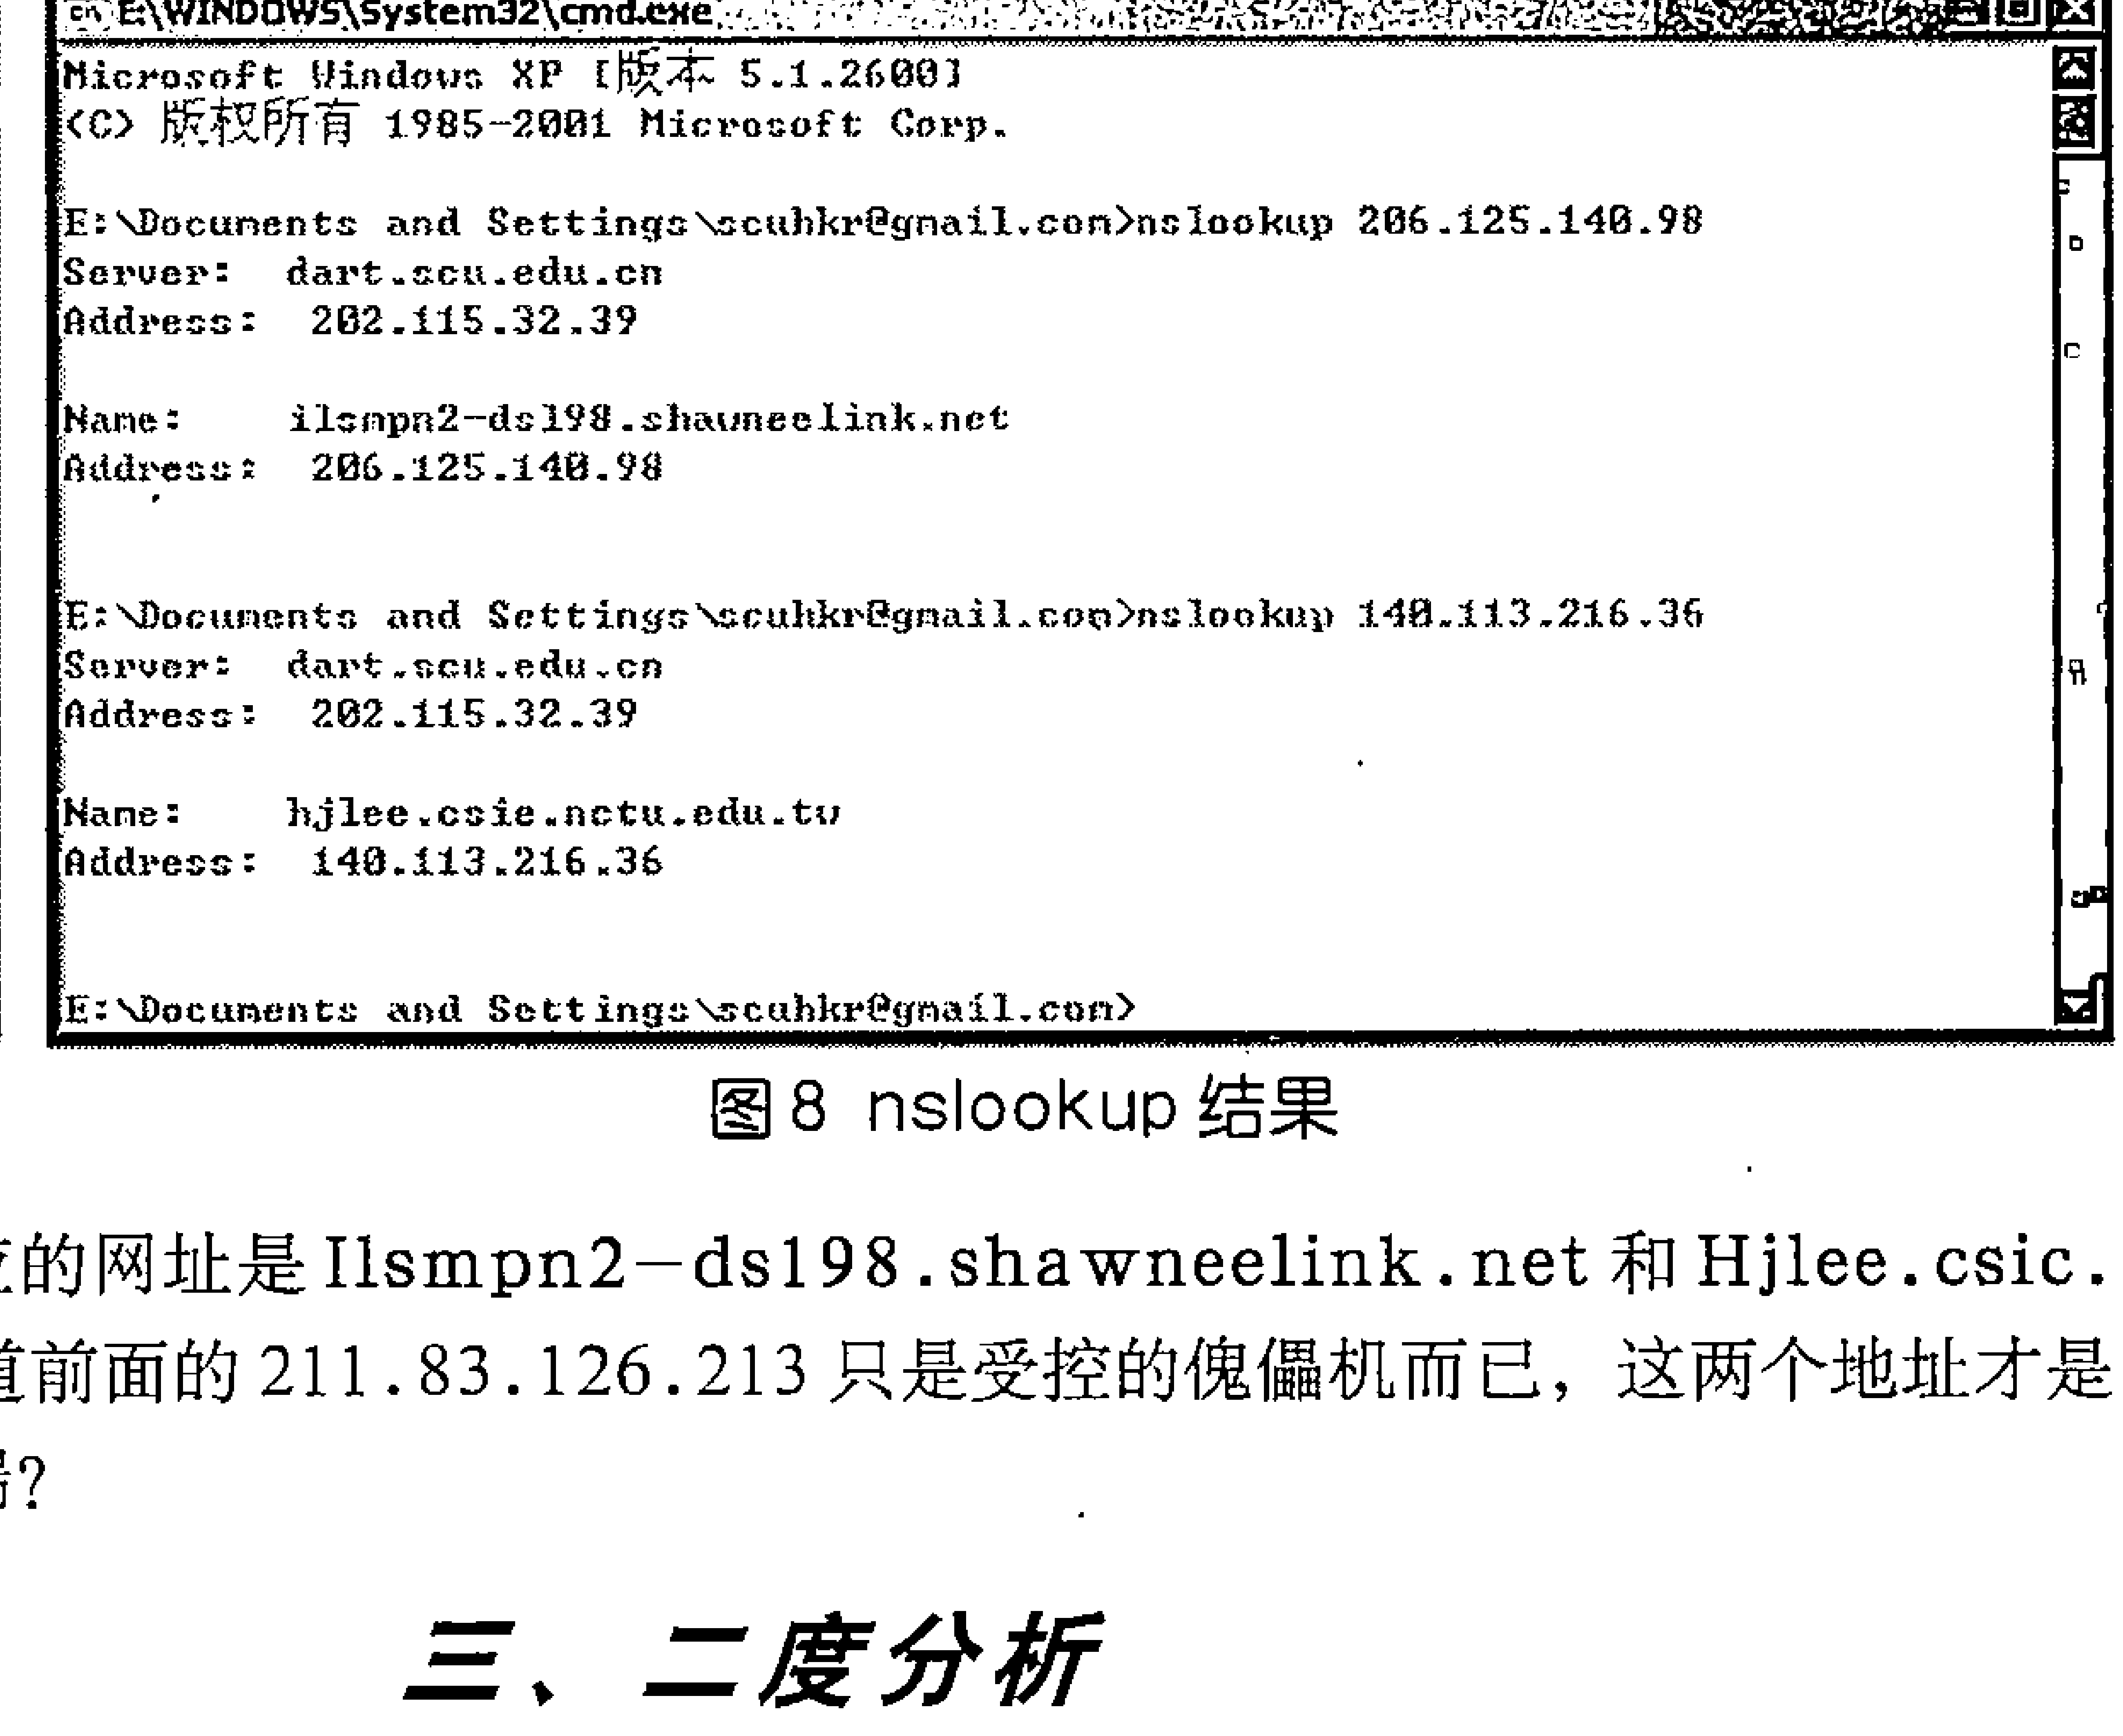 E:\WINDOWS\System32\cmd.exe
Microsoft Windows XP [版本 5.1.2600]
(C) 版权所有 1985-2001 Microsoft Corp.
E:\Documents and Settings\scuhkr@gmail.com>nslookup 206.125.140.98
Server: dart.scu.edu.cn
Address: 202.115.32.39
Name: ilsmpn2-dsl98.shawneelink.net
Address: 206.125.140.98
E:\Documents and Settings\scuhkr@gmail.com>nslookup 140.113.216.36
Server: dart.scu.edu.cn
Address: 202.115.32.39
Name: hjlee.csie.nctu.edu.tw
Address: 140.113.216.36
E:\Documents and Settings\scuhkr@gmail.com>
图8 nslookup 结果
的网址是 Ilsmpn2-ds198.shawneelink.net 和 Hjlee.csic.
前面的 211.83.126.213 只是受控的傀儡机而已，这两个地址才是
?
三、二度分析